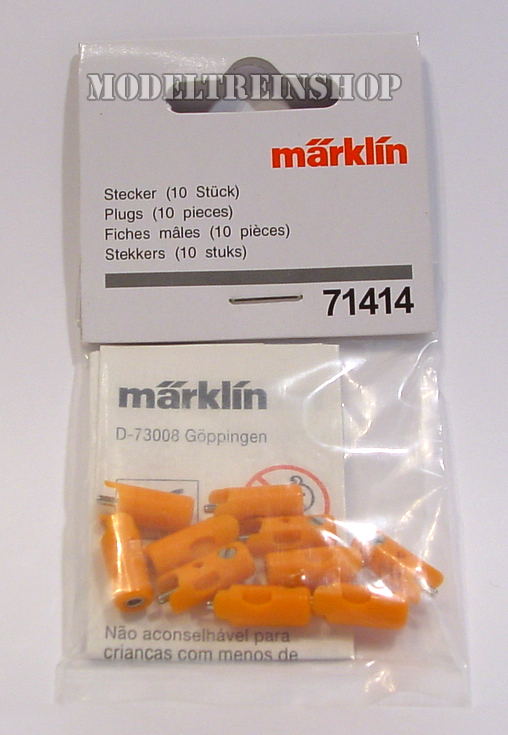 MODELTREINSHOP
märklin
Stecker (10 Stück)
Plugs (10 pieces)
Fiches mâles (10 pièces)
Stekkers (10 stuks)
71414
märklin
D-73008 Göppingen
Não aconselhável para
crianças com menos de